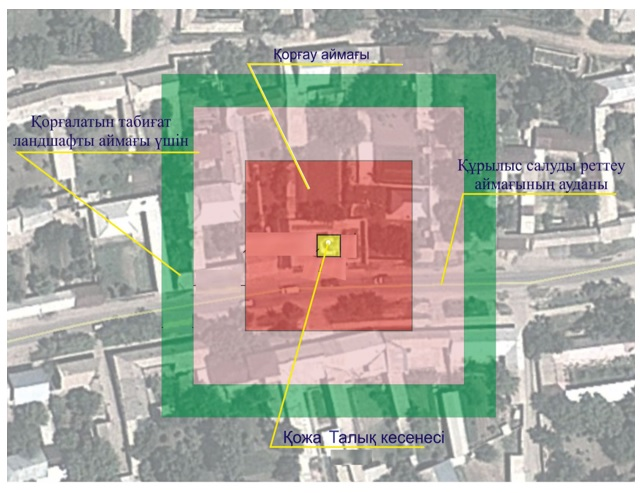 Қорғау аймағы
Қорғалатын табиғат
ландшафты аймағы үшін
Құрылыс салуды реттеу
аймағының ауданы
Қожа Талық кесенесі